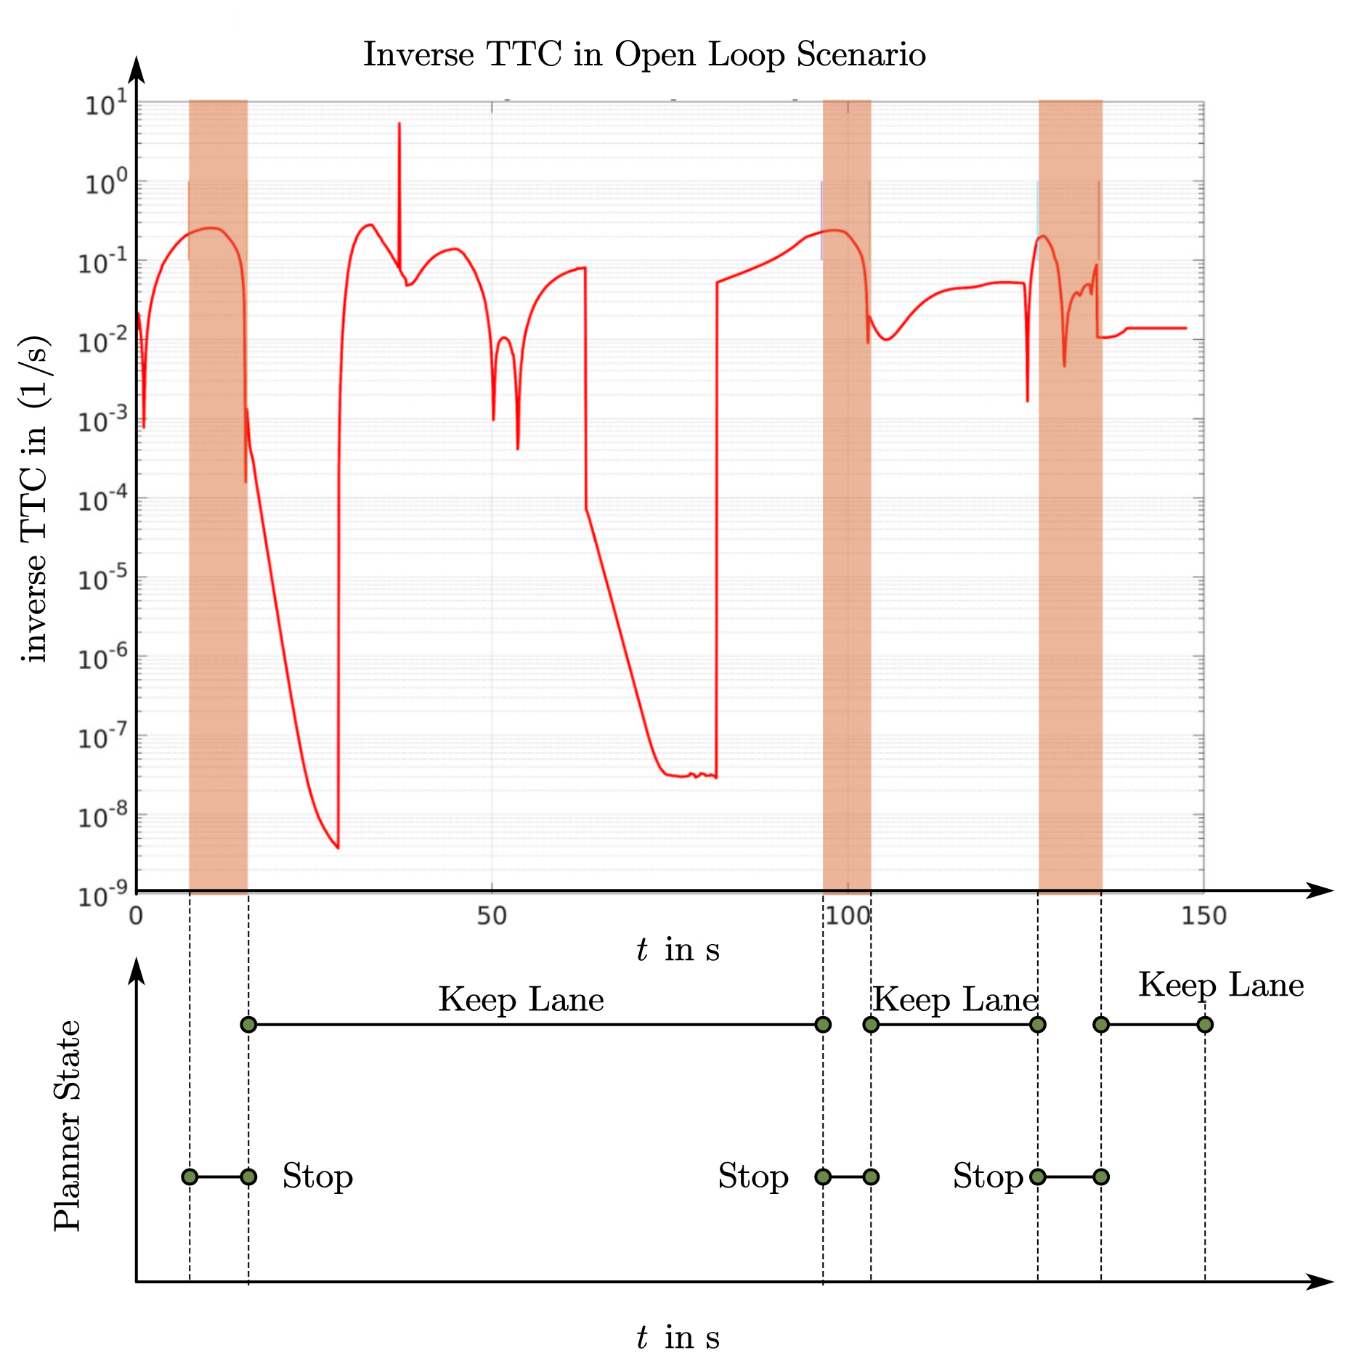 Inverse TTC in Open Loop Scenario
10^1
10^0
10^-1
10^-2
10^-3
10^-4
10^-5
10^-6
10^-7
10^-8
10^-9
inverse TTC in (1/s)
0 50 100 150
t in s
Keep Lane Keep Lane Keep Lane
Planner State
Stop Stop Stop
t in s